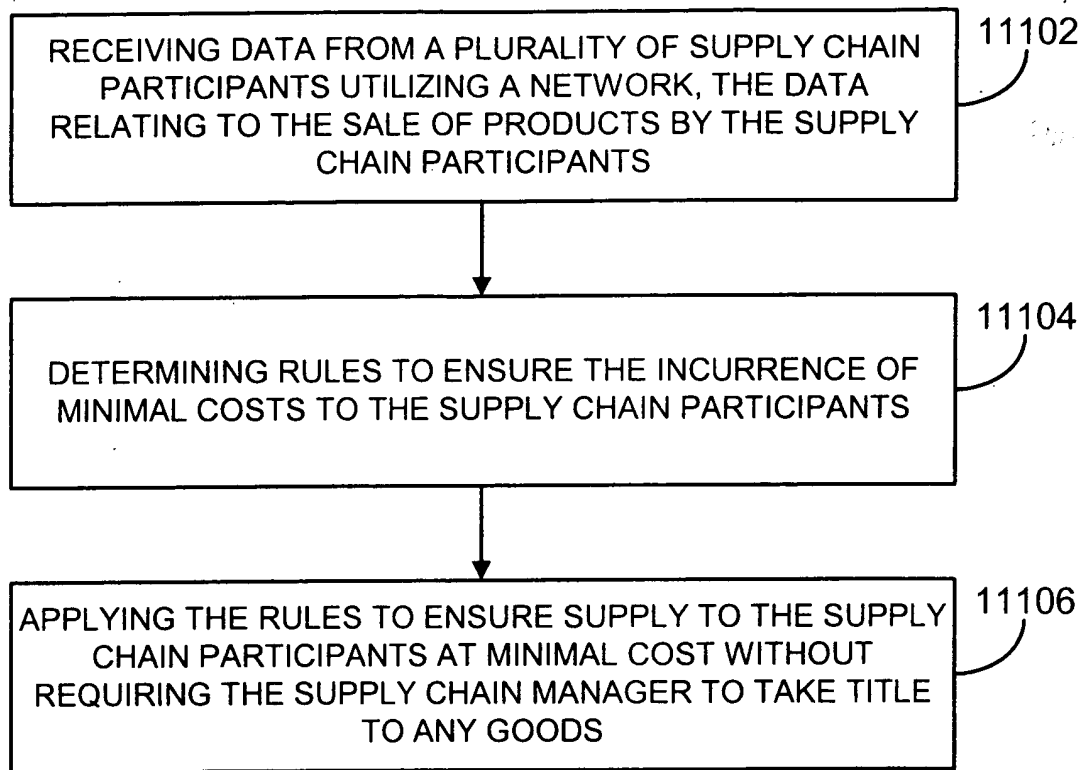 RECEIVING DATA FROM A PLURALITY OF SUPPLY CHAIN
PARTICIPANTS UTILIZING A NETWORK, THE DATA
RELATING TO THE SALE OF PRODUCTS BY THE SUPPLY
CHAIN PARTICIPANTS
11102
DETERMINING RULES TO ENSURE THE INCURRENCE OF
MINIMAL COSTS TO THE SUPPLY CHAIN PARTICIPANTS
11104
APPLYING THE RULES TO ENSURE SUPPLY TO THE SUPPLY
CHAIN PARTICIPANTS AT MINIMAL COST WITHOUT
REQUIRING THE SUPPLY CHAIN MANAGER TO TAKE TITLE
TO ANY GOODS
11106